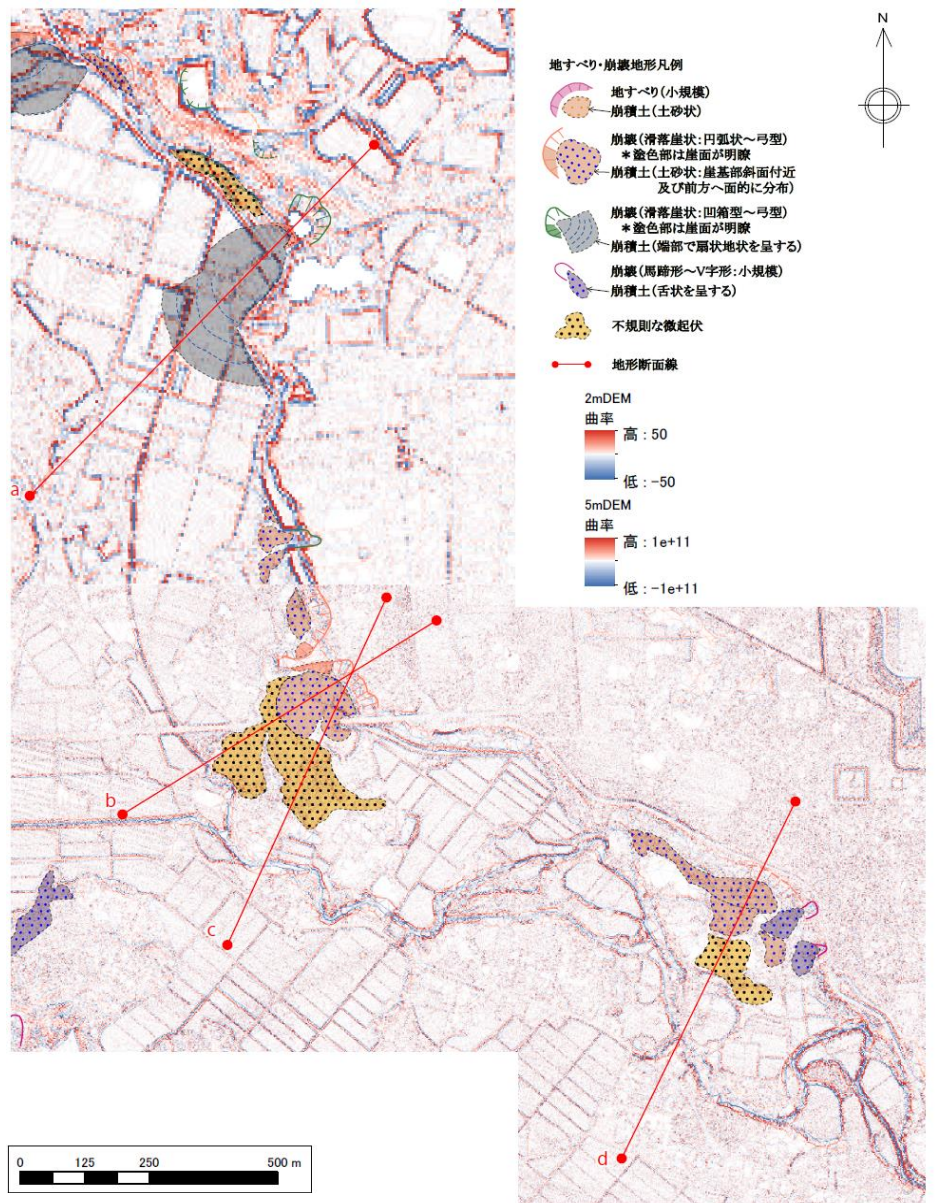 N
地すべり・崩壊地形凡例
地すべり(小規模)
崩積土(土砂状)
崩壊(滑落崖状:円弧状～弓型)
＊塗色部は崖面が明瞭
崩積土(土砂状:崖基部斜面付近
及び前方へ面的に分布)
崩壊(滑落崖状:凹箱型～弓型)
＊塗色部は崖面が明瞭
崩積土(端部で扇状地状を呈する)
崩壊(馬蹄形～V字形:小規模)
崩積土(舌状を呈する)
不規則な微起伏
地形断面線
2mDEM
曲率
高 : 50
低 : -50
5mDEM
曲率
高 : 1e+11
低 : -1e+11
a
b
c
d
0 125 250 500 m